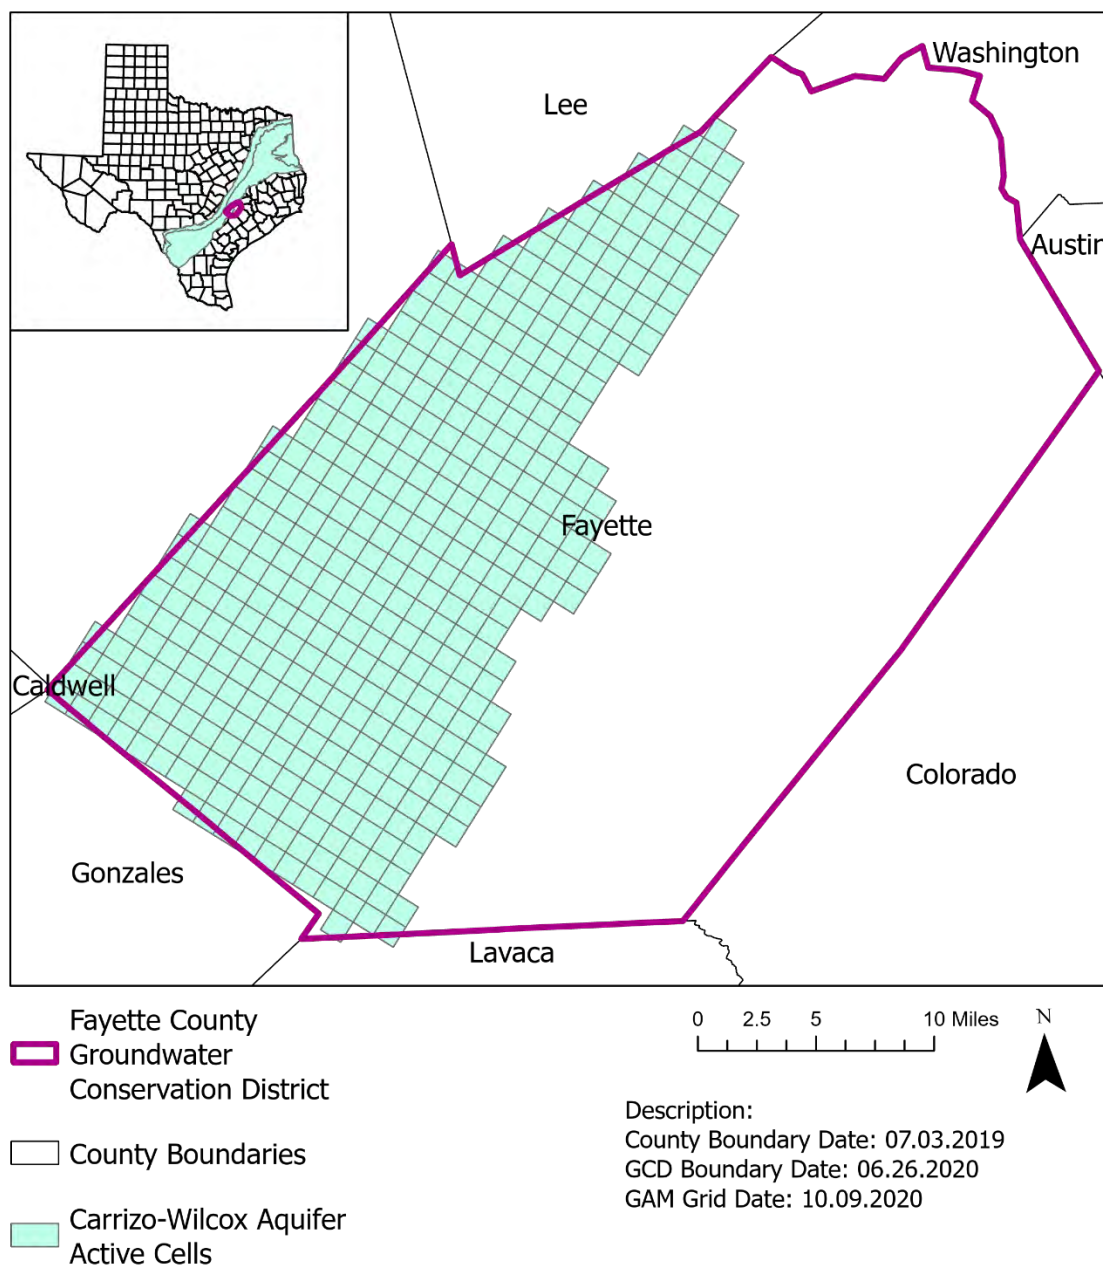 Washington
Lee
Austin
Fayette
Caldwell
Colorado
Gonzales
Lavaca
Fayette County
Groundwater
Conservation District
County Boundaries
Carrizo-Wilcox Aquifer
Active Cells
0 2.5 5 10 Miles
N
Description:
County Boundary Date: 07.03.2019
GCD Boundary Date: 06.26.2020
GAM Grid Date: 10.09.2020